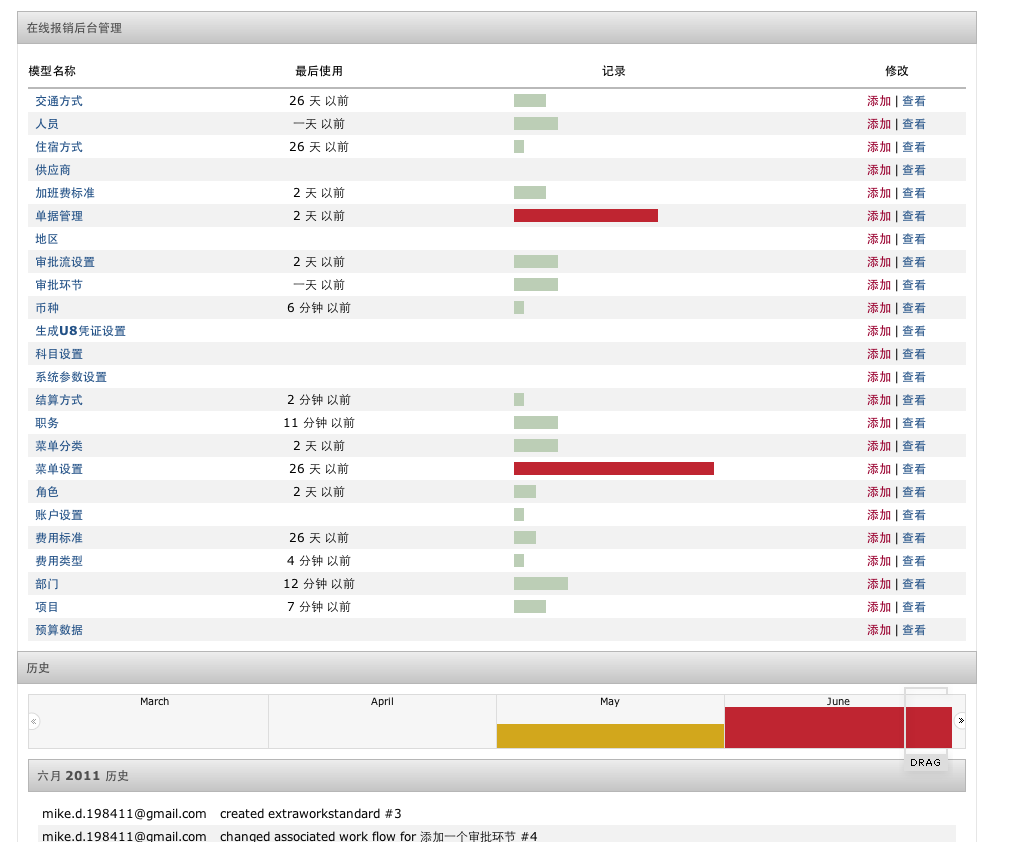 在线报销后台管理
模型名称 最后使用 记录 修改
交通方式 26 天 以前 添加 | 查看
人员 一天 以前 添加 | 查看
住宿方式 26 天 以前 添加 | 查看
供应商 添加 | 查看
加班费标准 2 天 以前 添加 | 查看
单据管理 2 天 以前 添加 | 查看
地区 添加 | 查看
审批流设置 2 天 以前 添加 | 查看
审批环节 一天 以前 添加 | 查看
币种 6 分钟 以前 添加 | 查看
生成U8凭证设置 添加 | 查看
科目设置 添加 | 查看
系统参数设置 添加 | 查看
结算方式 2 分钟 以前 添加 | 查看
职务 11 分钟 以前 添加 | 查看
菜单分类 2 天 以前 添加 | 查看
菜单设置 26 天 以前 添加 | 查看
角色 2 天 以前 添加 | 查看
账户设置 添加 | 查看
费用标准 26 天 以前 添加 | 查看
费用类型 4 分钟 以前 添加 | 查看
部门 12 分钟 以前 添加 | 查看
项目 7 分钟 以前 添加 | 查看
预算数据 添加 | 查看
历史
March April May June
« »
DRAG
六月 2011 历史
mike.d.198411@gmail.com created extraworkstandard #3
mike.d.198411@gmail.com changed associated work flow for 添加一个审批环节 #4